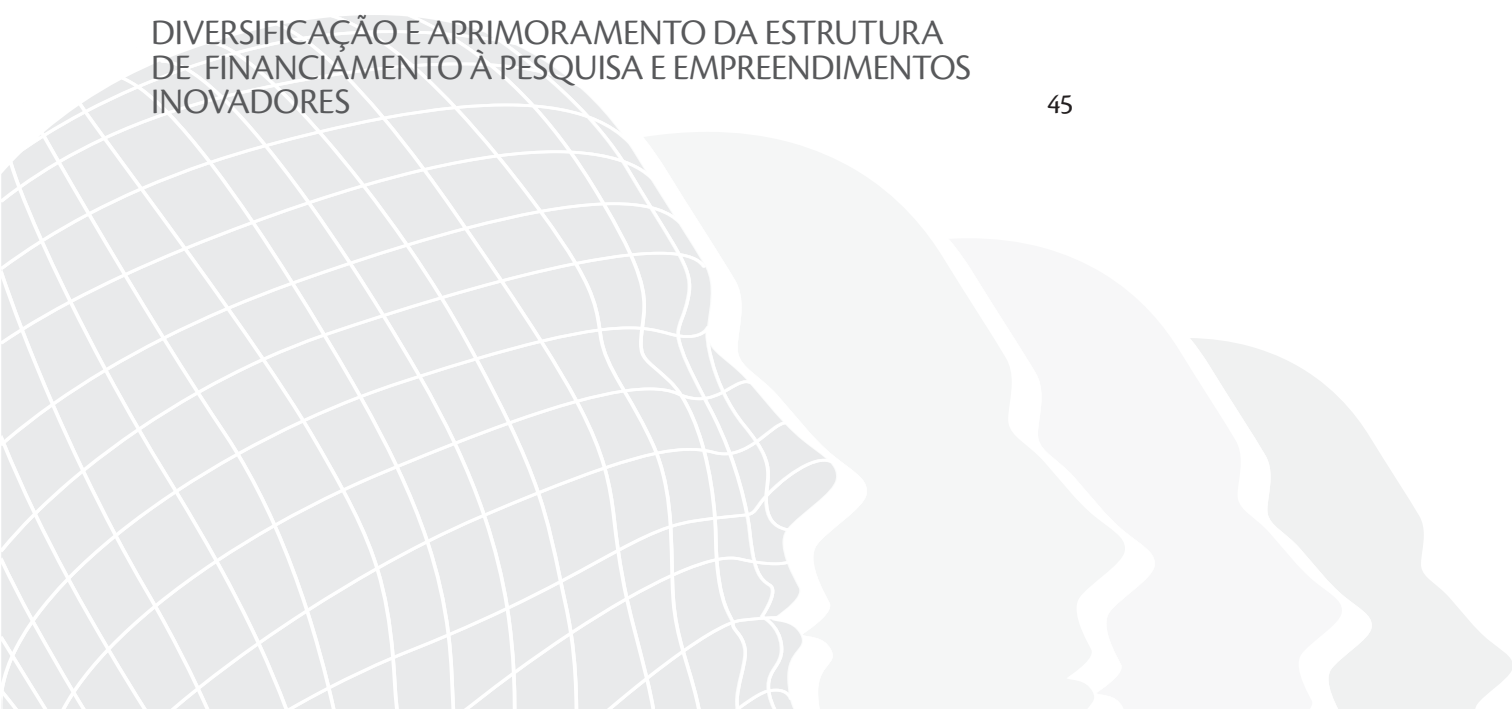 DIVERSIFICAÇÃO E APRIMORAMENTO DA ESTRUTURA
DE FINANCIAMENTO À PESQUISA E EMPREENDIMENTOS
INOVADORES 45